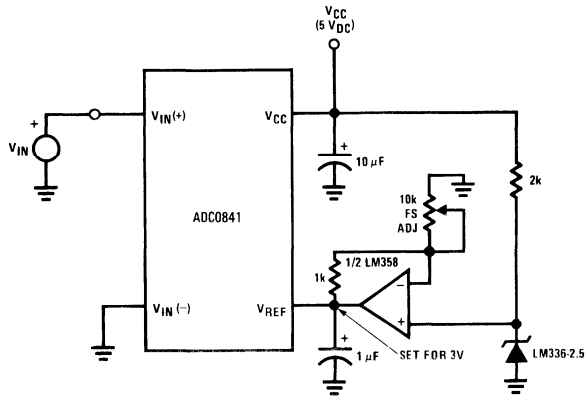 VCC
(5 VDC)
VIN(+)
VCC
+
VIN
+
10 μF
2k
ADC0841
10k
FS
ADJ
1/2 LM358
1k
−
VIN(−)
VREF
+
+
1 μF
SET FOR 3V
LM336-2.5